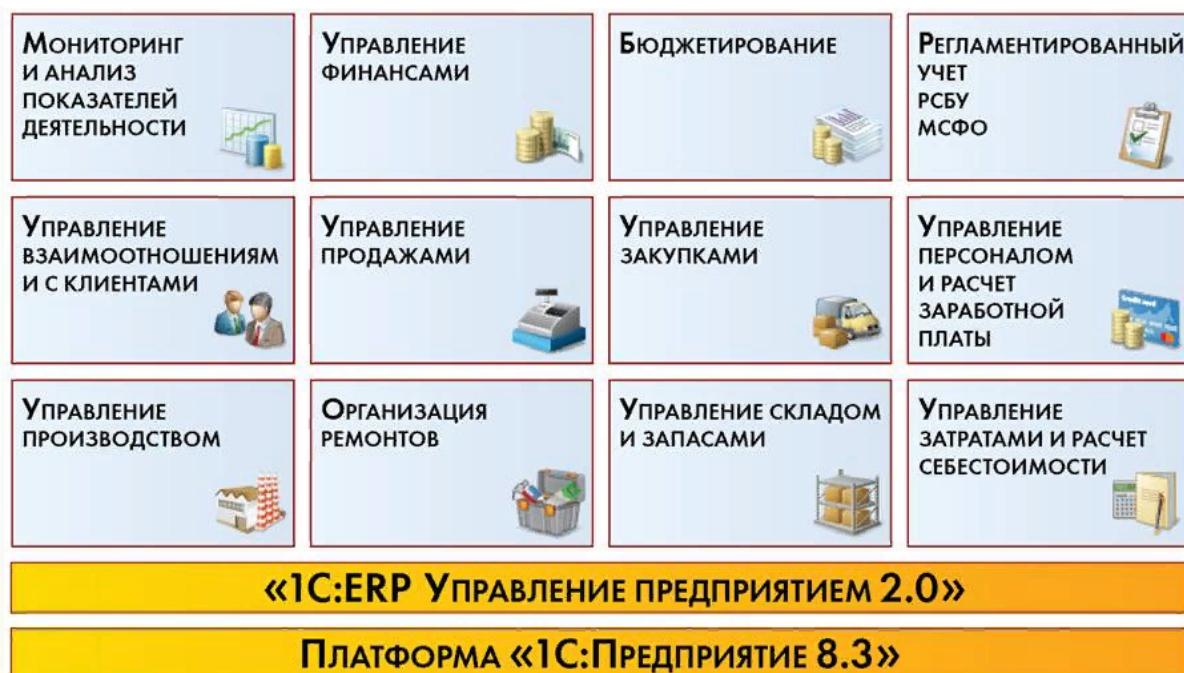 Мониторинг
и анализ
показателей
деятельности
Управление
финансами
Бюджетирование
Регламентированный
учет
РСБУ
МСФО
Управление
взаимоотношениям
и с клиентами
Управление
продажами
Управление
закупками
Управление
персоналом
и расчет
заработной
платы
Управление
производством
Организация
ремонтов
Управление складом
и запасами
Управление
затратами и расчет
себестоимости
«1С:ERP Управление предприятием 2.0»
Платформа «1С:Предприятие 8.3»